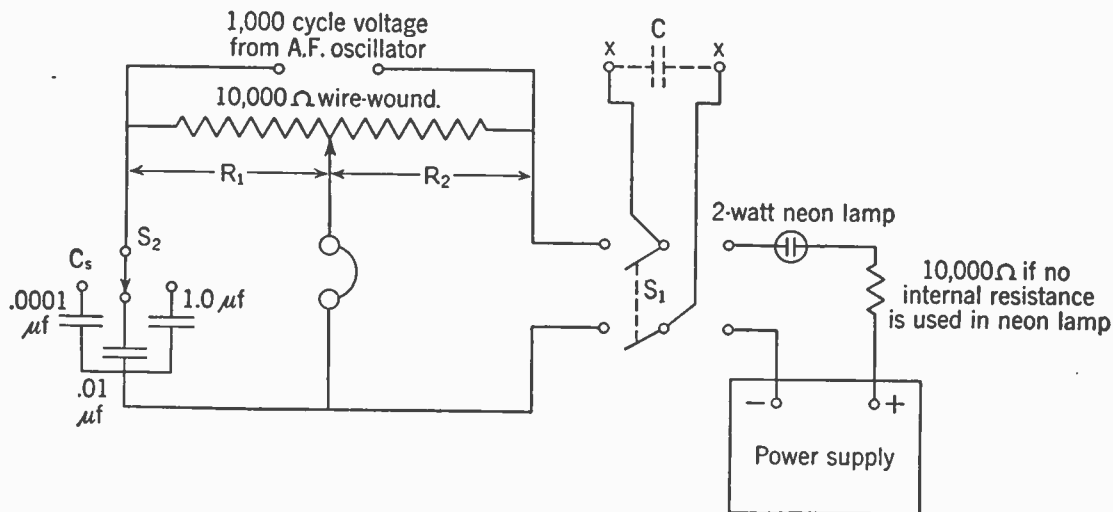 1,000 cycle voltage
from A.F. oscillator
10,000 Ω wire-wound.
R₁
R₂
C
x
x
S₂
Cₛ
.0001
μf
1.0 μf
.01
μf
S₁
2-watt neon lamp
10,000Ω if no
internal resistance
is used in neon lamp
−
+
Power supply